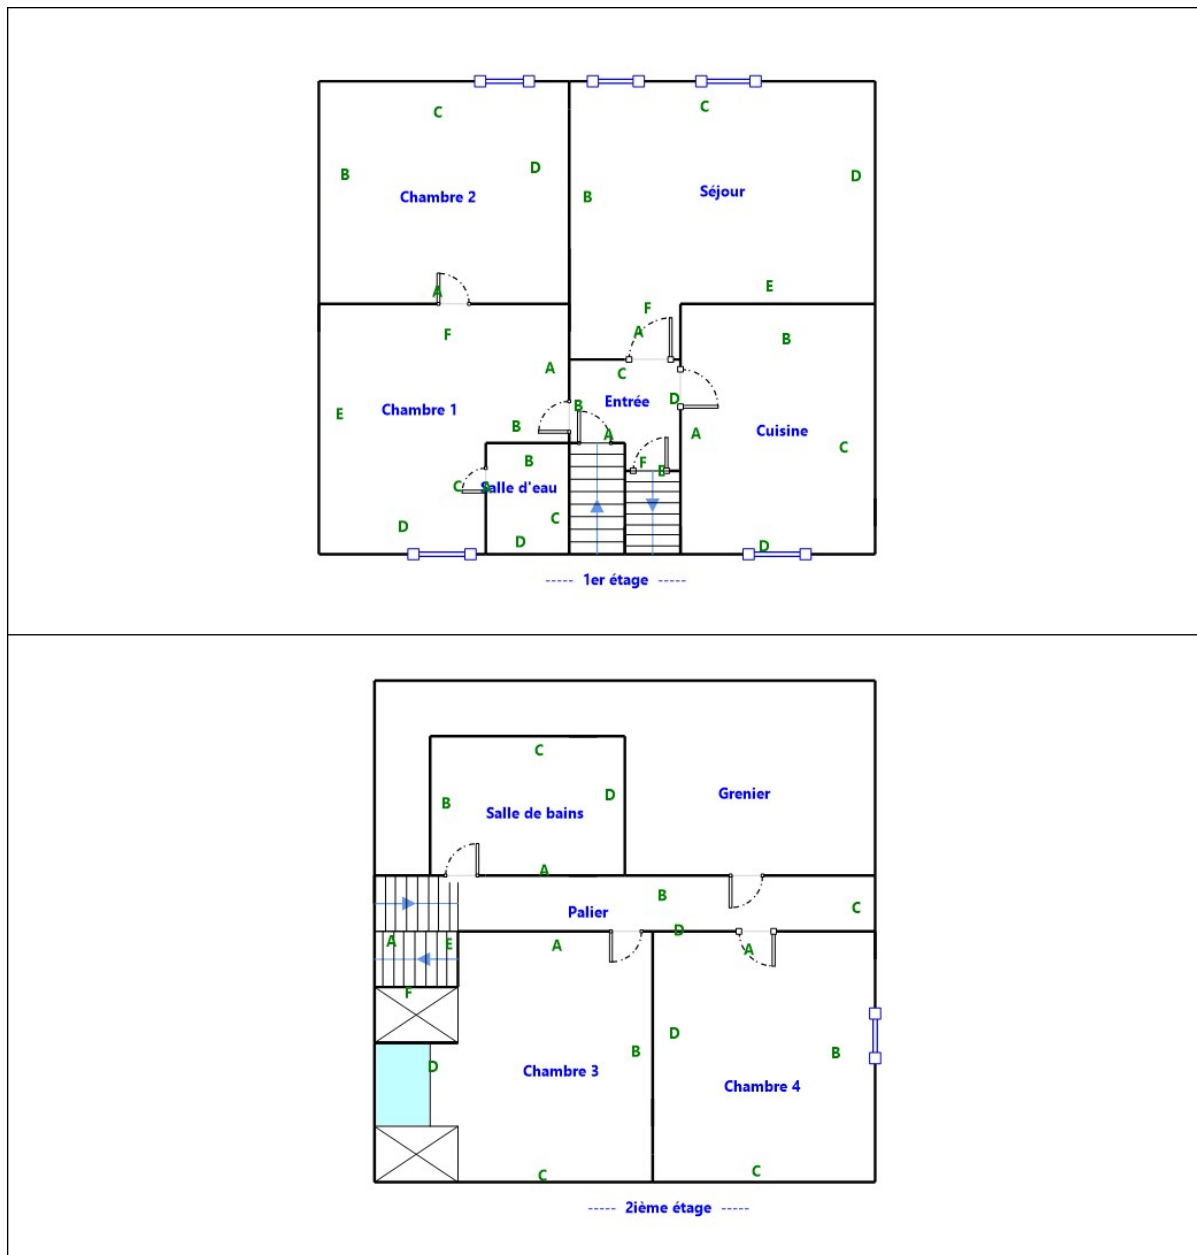 C
C
B
D
D
B
Chambre 2
Séjour
E
A
F
F
A
B
A
C
D
Entrée
B
E
Chambre 1
B
A
A
Cuisine
C
B
F
E
C
A
Salle d'eau
C
D
D
D
----- 1er étage -----
C
B
D
Salle de bains
Grenier
A
B
C
Palier
D
A
E
A
A
F
D
B
B
D
Chambre 3
Chambre 4
C
C
----- 2ième étage -----